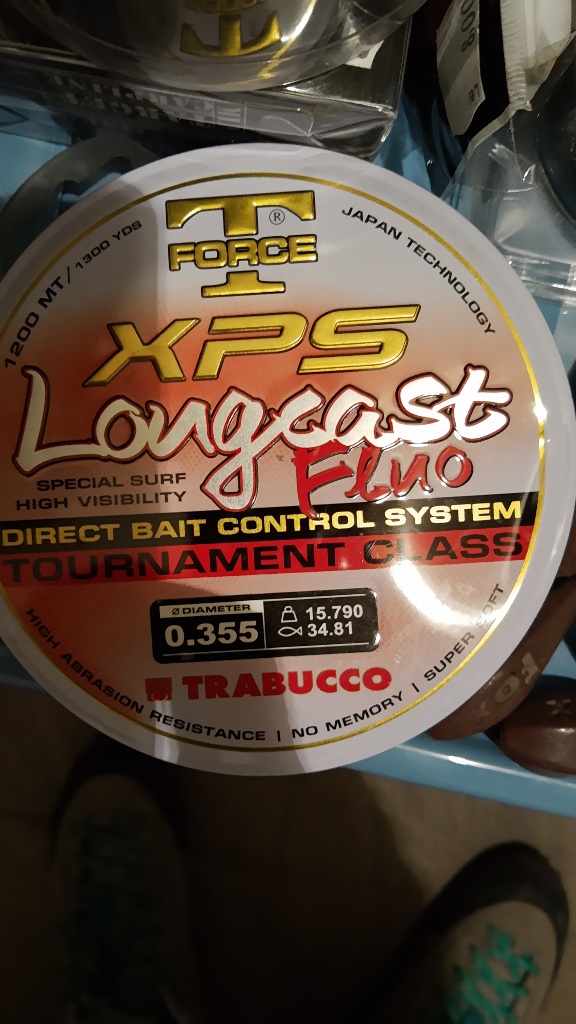 1200 MT / 1300 YDS
T
FORCE
®
JAPAN TECHNOLOGY
XPS
Longcast
Fluo
SPECIAL SURF
HIGH VISIBILITY
DIRECT BAIT CONTROL SYSTEM
TOURNAMENT CLASS
Ø DIAMETER
0.355
15.790
34.81
TRABUCCO
HIGH ABRASION RESISTANCE | NO MEMORY | SUPER SOFT
FOX